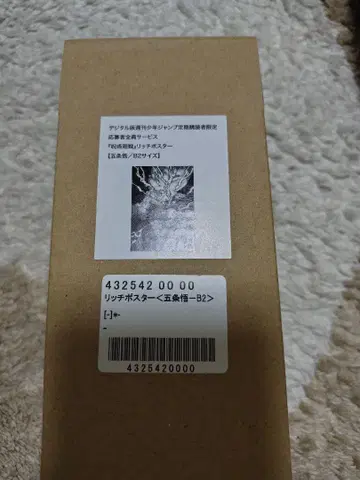 デジタル版週刊少年ジャンプ定期購読者限定
応募者全員サービス
『呪術廻戦』リッチポスター
【五条悟/B2サイズ】
432542 00 00
リッチポスター<五条悟－B2>
[-]*-
-
4325420000